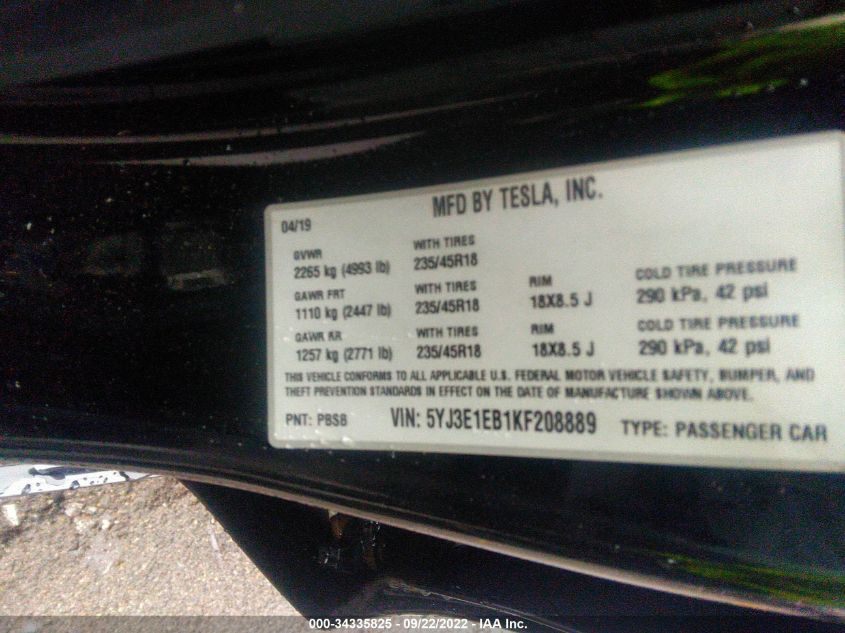 MFD BY TESLA, INC.
04/19
GVWR WITH TIRES
2265 kg (4993 lb) 235/45R18
GAWR FRT WITH TIRES RIM COLD TIRE PRESSURE
1110 kg (2447 lb) 235/45R18 18X8.5 J 290 kPa, 42 psi
GAWR RR WITH TIRES RIM COLD TIRE PRESSURE
1257 kg (2771 lb) 235/45R18 18X8.5 J 290 kPa, 42 psi
THIS VEHICLE CONFORMS TO ALL APPLICABLE U.S. FEDERAL MOTOR VEHICLE SAFETY, BUMPER, AND
THEFT PREVENTION STANDARDS IN EFFECT ON THE DATE OF MANUFACTURE SHOWN ABOVE.
PNT: PBSB VIN: 5YJ3E1EB1KF208889 TYPE: PASSENGER CAR
000-34335825 - 09/22/2022 - IAA Inc.